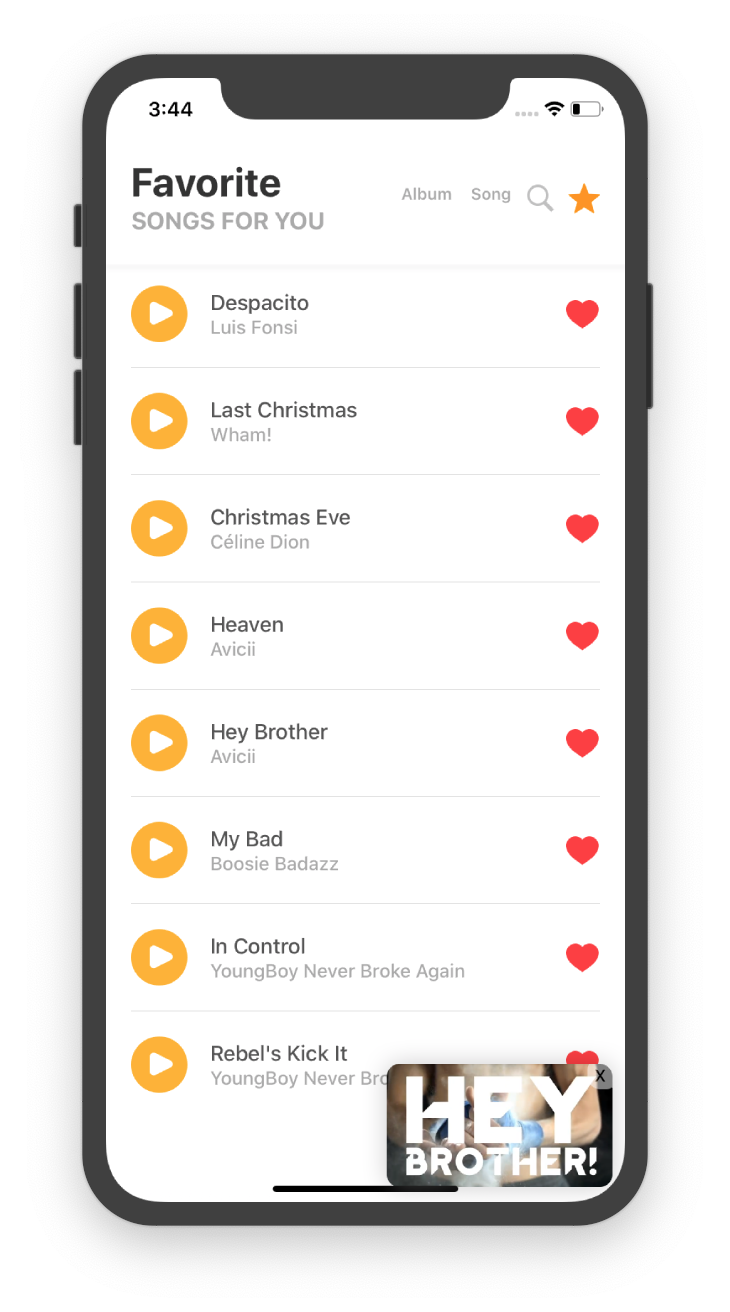 3:44
Favorite
Album Song
SONGS FOR YOU
Despacito
Luis Fonsi
Last Christmas
Wham!
Christmas Eve
Céline Dion
Heaven
Avicii
Hey Brother
Avicii
My Bad
Boosie Badazz
In Control
YoungBoy Never Broke Again
Rebel's Kick It
YoungBoy Never Bro
X
HEY
BROTHER!